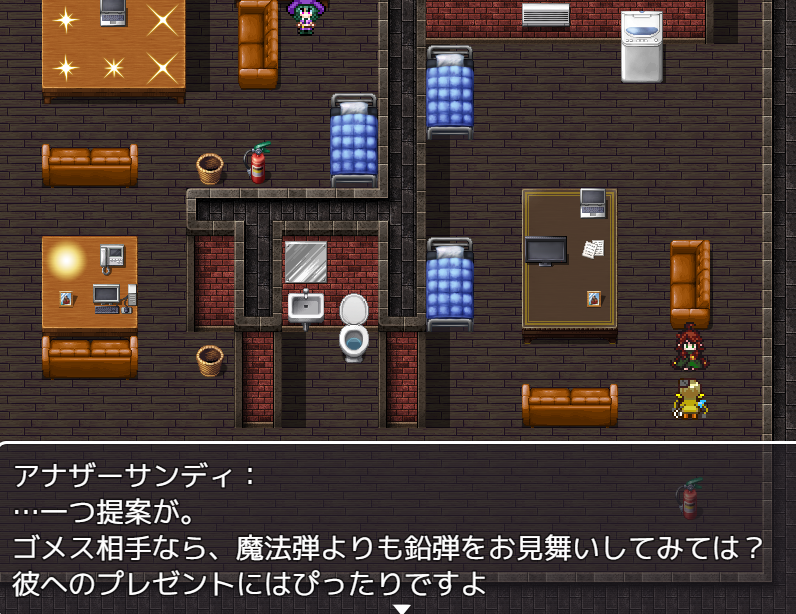 アナザーサンディ：
…一つ提案が。
ゴメス相手なら、魔法弾よりも鉛弾をお見舞いしてみては？
彼へのプレゼントにはぴったりですよ